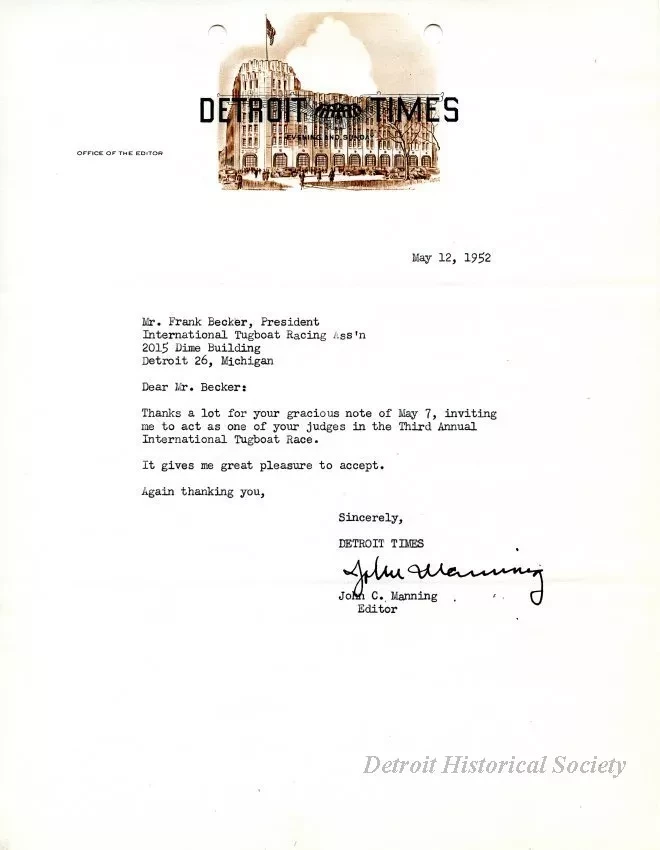 DETROIT TIMES
EVENING AND SUNDAY
OFFICE OF THE EDITOR
May 12, 1952
Mr. Frank Becker, President
International Tugboat Racing Ass'n
2015 Dime Building
Detroit 26, Michigan
Dear Mr. Becker:
Thanks a lot for your gracious note of May 7, inviting
me to act as one of your judges in the Third Annual
International Tugboat Race.
It gives me great pleasure to accept.
Again thanking you,
Sincerely,
DETROIT TIMES
John Manning
John C. Manning
Editor
Detroit Historical Society